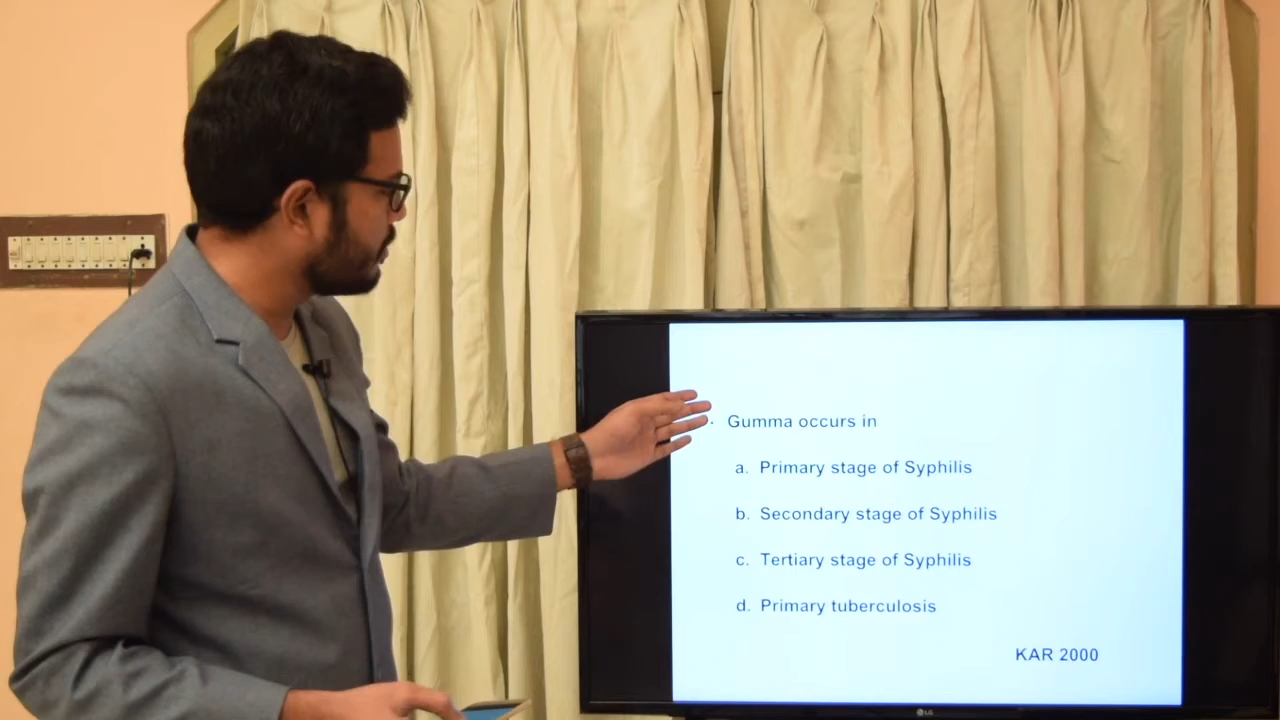 Gumma occurs in
a. Primary stage of Syphilis
b. Secondary stage of Syphilis
c. Tertiary stage of Syphilis
d. Primary tuberculosis
KAR 2000
LG